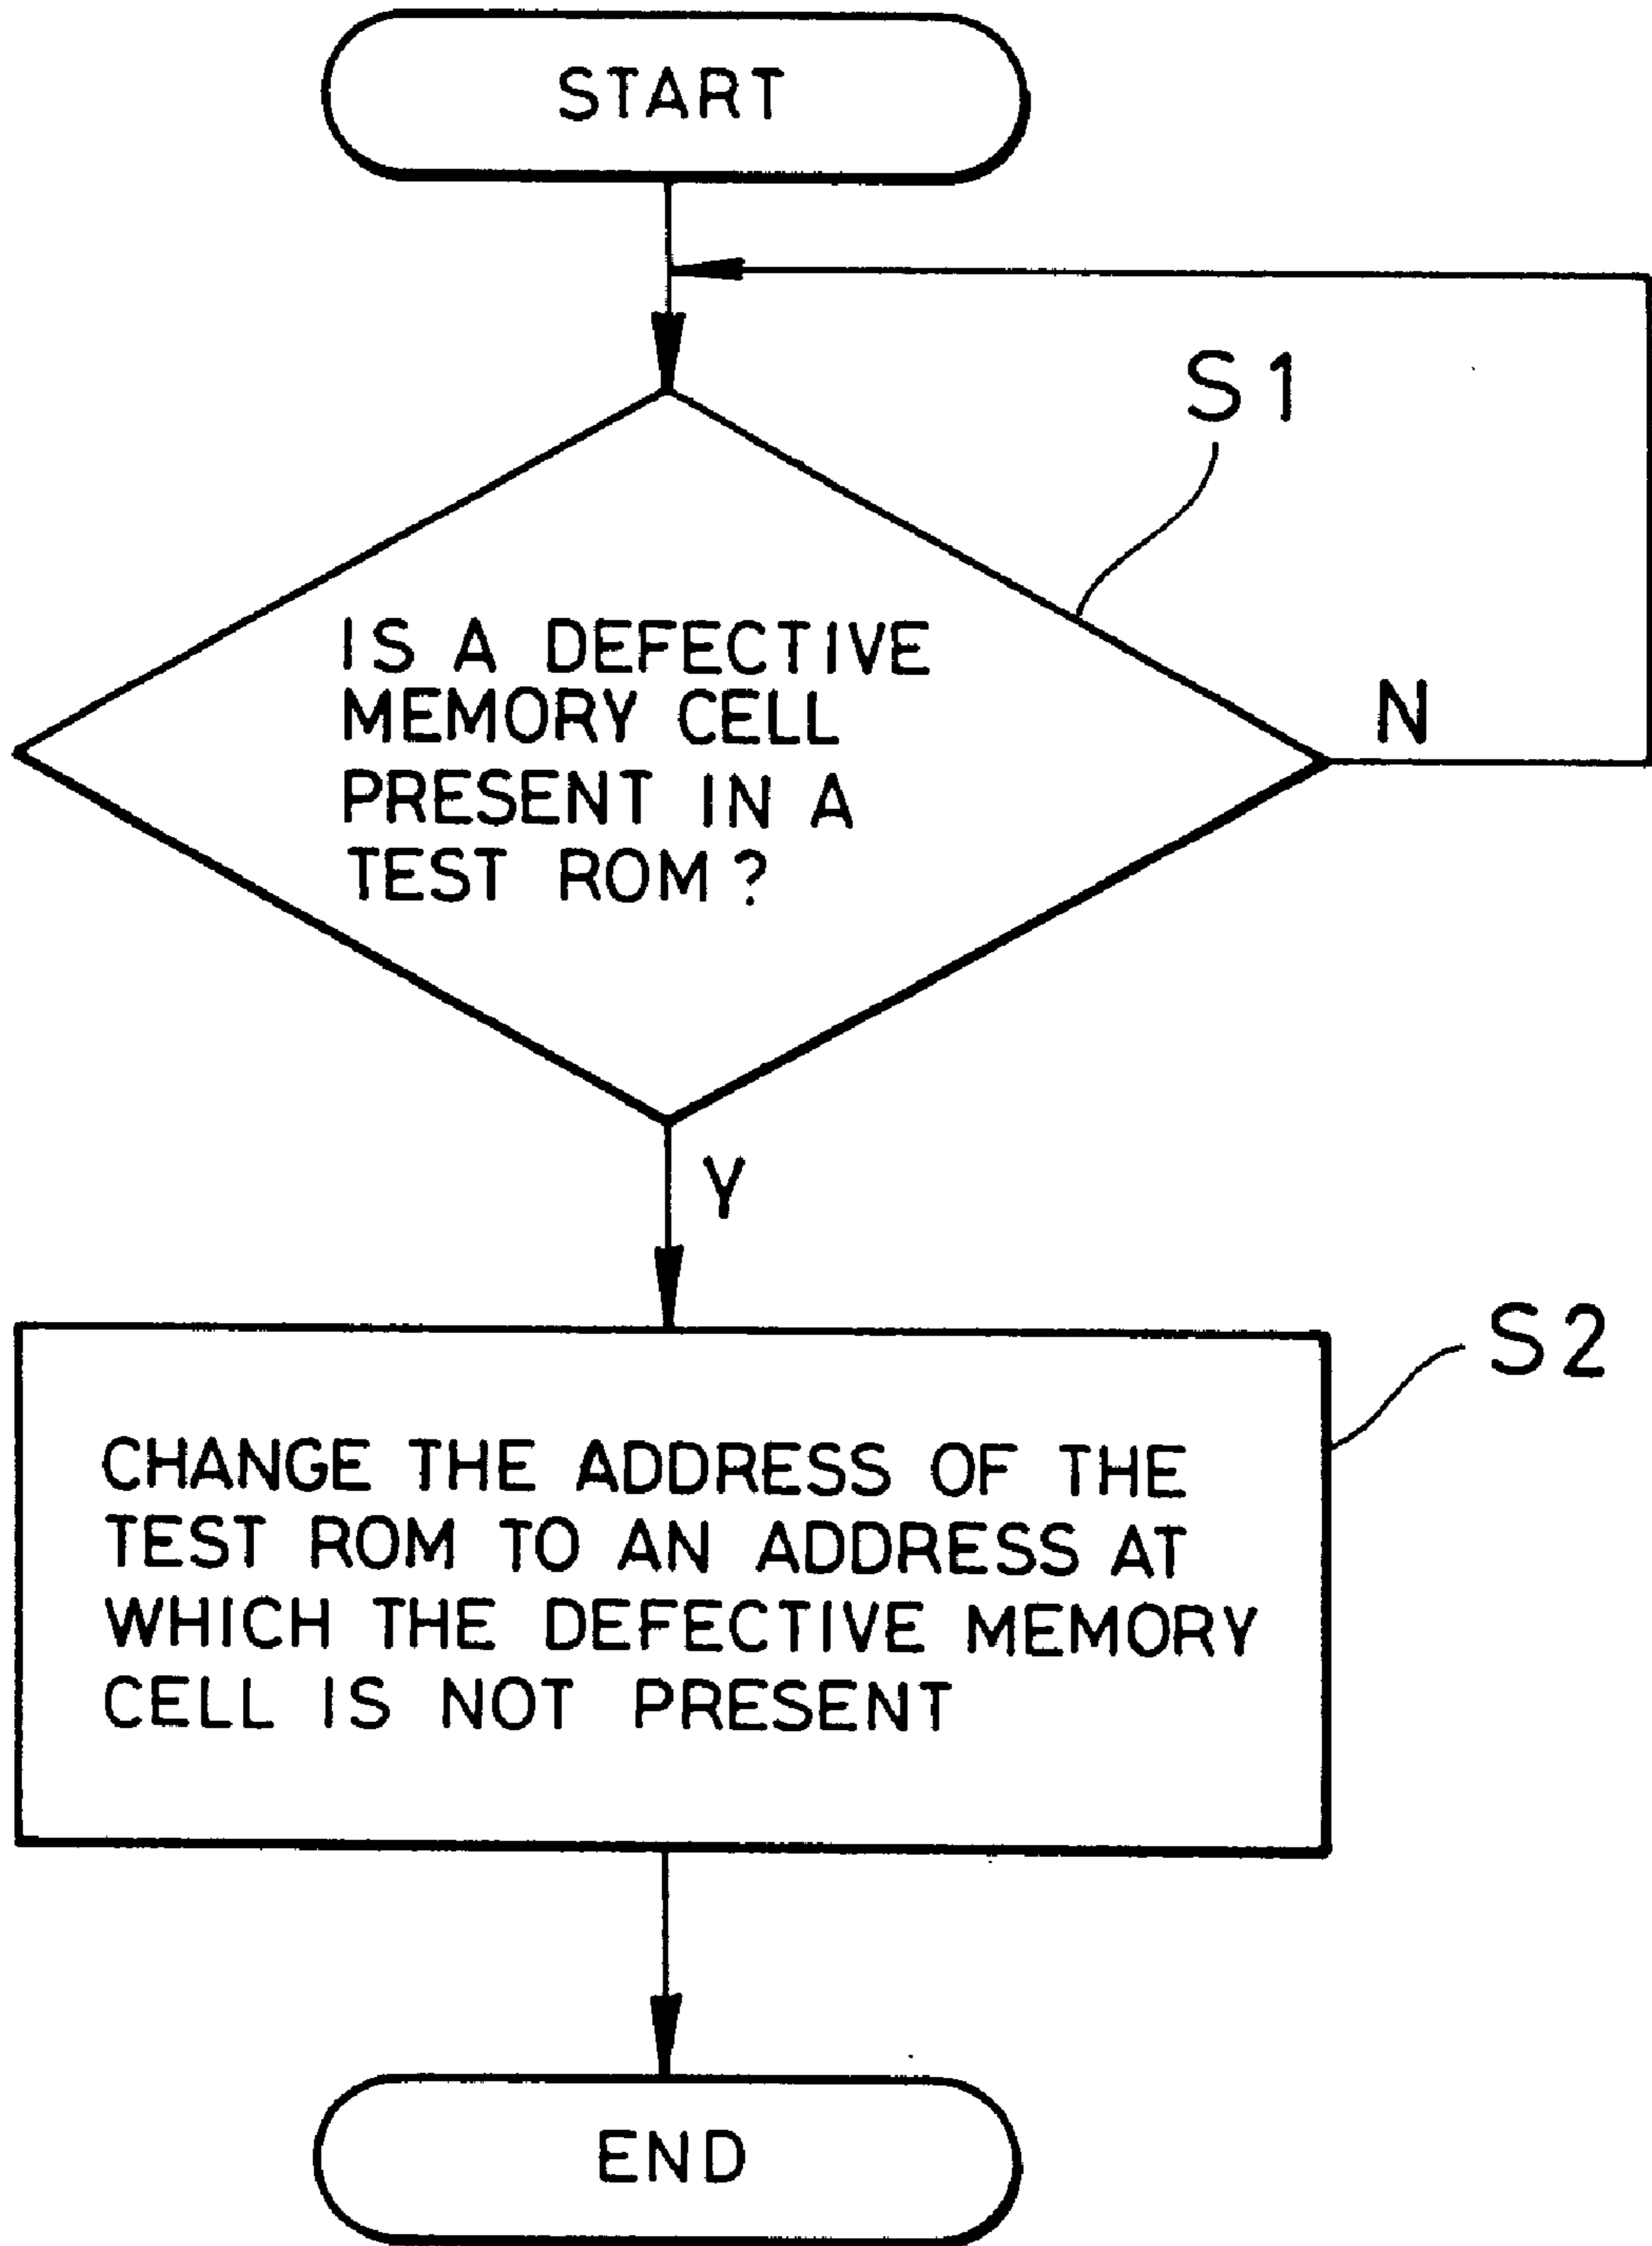 START
S1
IS A DEFECTIVE
MEMORY CELL
PRESENT IN A
TEST ROM?
N
Y
S2
CHANGE THE ADDRESS OF THE
TEST ROM TO AN ADDRESS AT
WHICH THE DEFECTIVE MEMORY
CELL IS NOT PRESENT
END